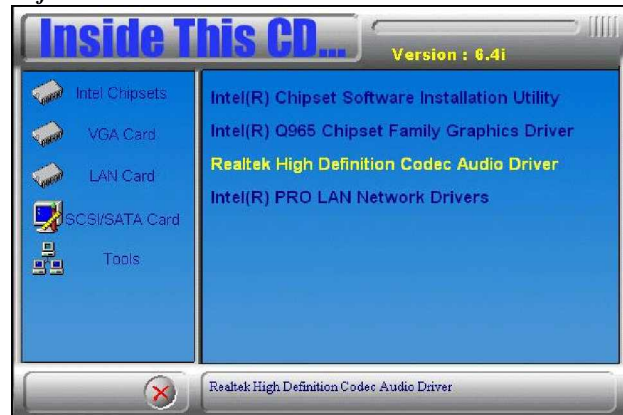 Inside This CD...
Version : 6.4i
Intel Chipsets
VGA Card
LAN Card
SCSI/SATA Card
Tools
Intel(R) Chipset Software Installation Utility
Intel(R) Q965 Chipset Family Graphics Driver
Realtek High Definition Codec Audio Driver
Intel(R) PRO LAN Network Drivers
Realtek High Definition Codec Audio Driver